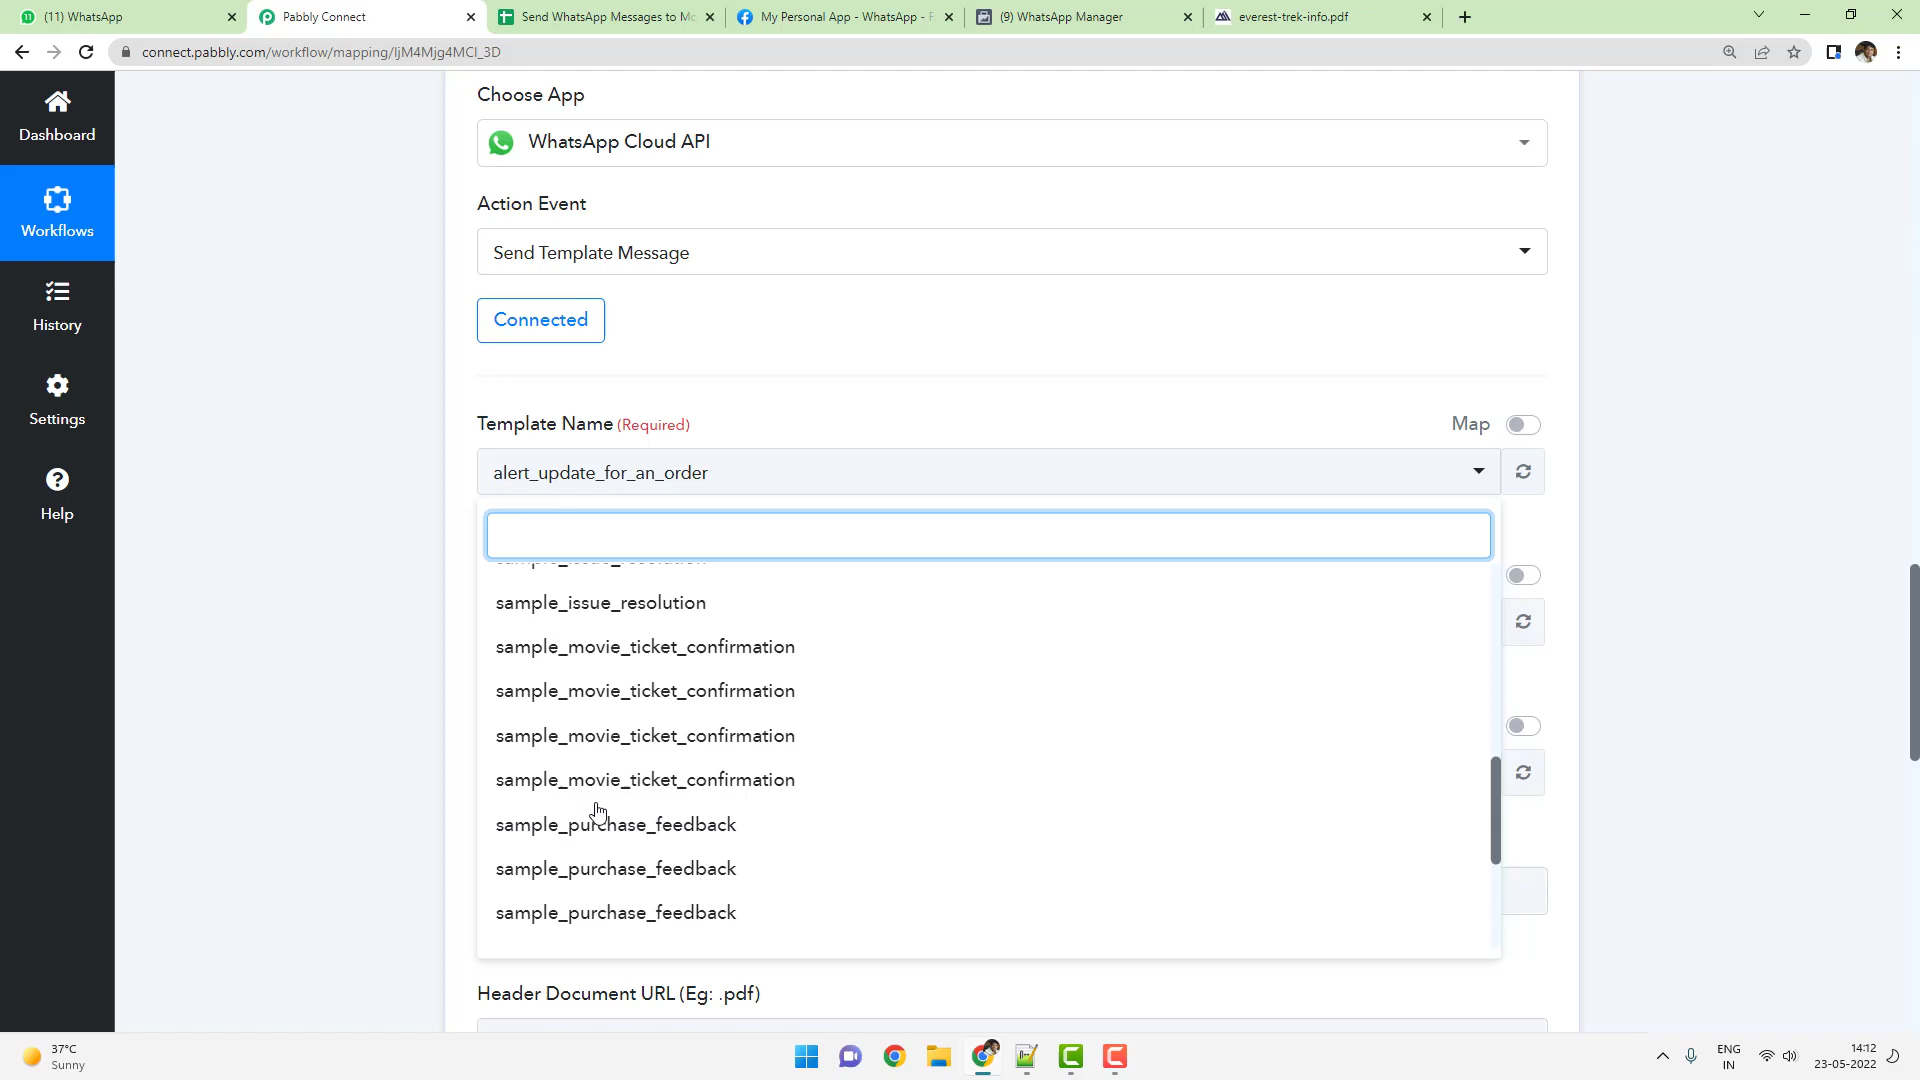 (11) WhatsApp
Pabbly Connect
Send WhatsApp Messages to Mo
My Personal App - WhatsApp - F
(9) WhatsApp Manager
everest-trek-info.pdf
connect.pabbly.com/workflow/mapping/IjM4Mjg4MCI_3D
Dashboard
Workflows
History
Settings
Help
Choose App
WhatsApp Cloud API
Action Event
Send Template Message
Connected
Template Name (Required)
Map
alert_update_for_an_order
sample_issue_resolution
sample_issue_resolution
sample_movie_ticket_confirmation
sample_movie_ticket_confirmation
sample_movie_ticket_confirmation
sample_movie_ticket_confirmation
sample_purchase_feedback
sample_purchase_feedback
sample_purchase_feedback
Header Document URL (Eg: .pdf)
37°C
Sunny
ENG
IN
14:12
23-05-2022